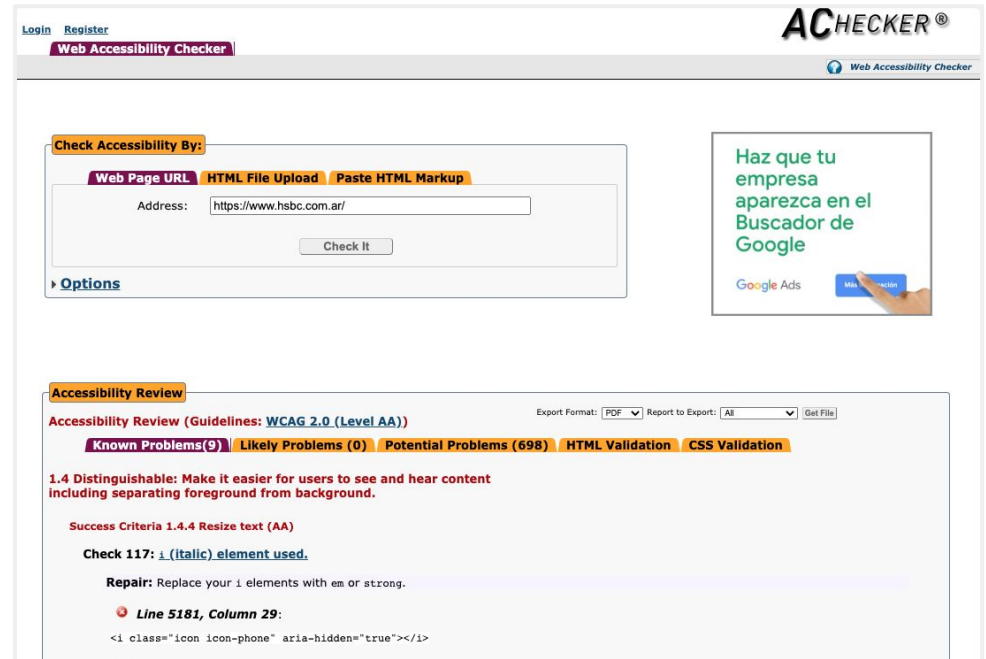 Login Register
ACHECKER ®
Web Accessibility Checker
Web Accessibility Checker
Check Accessibility By:
Web Page URL HTML File Upload Paste HTML Markup
Address: https://www.hsbc.com.ar/
Check It
Options
Haz que tu
empresa
aparezca en el
Buscador de
Google
Google Ads
Accessibility Review
Export Format: PDF Report to Export: All Get File
Accessibility Review (Guidelines: WCAG 2.0 (Level AA))
Known Problems(9) Likely Problems (0) Potential Problems (698) HTML Validation CSS Validation
1.4 Distinguishable: Make it easier for users to see and hear content
including separating foreground from background.
Success Criteria 1.4.4 Resize text (AA)
Check 117: i (italic) element used.
Repair: Replace your i elements with em or strong.
Line 5181, Column 29:
<i class="icon icon-phone" aria-hidden="true"></i>